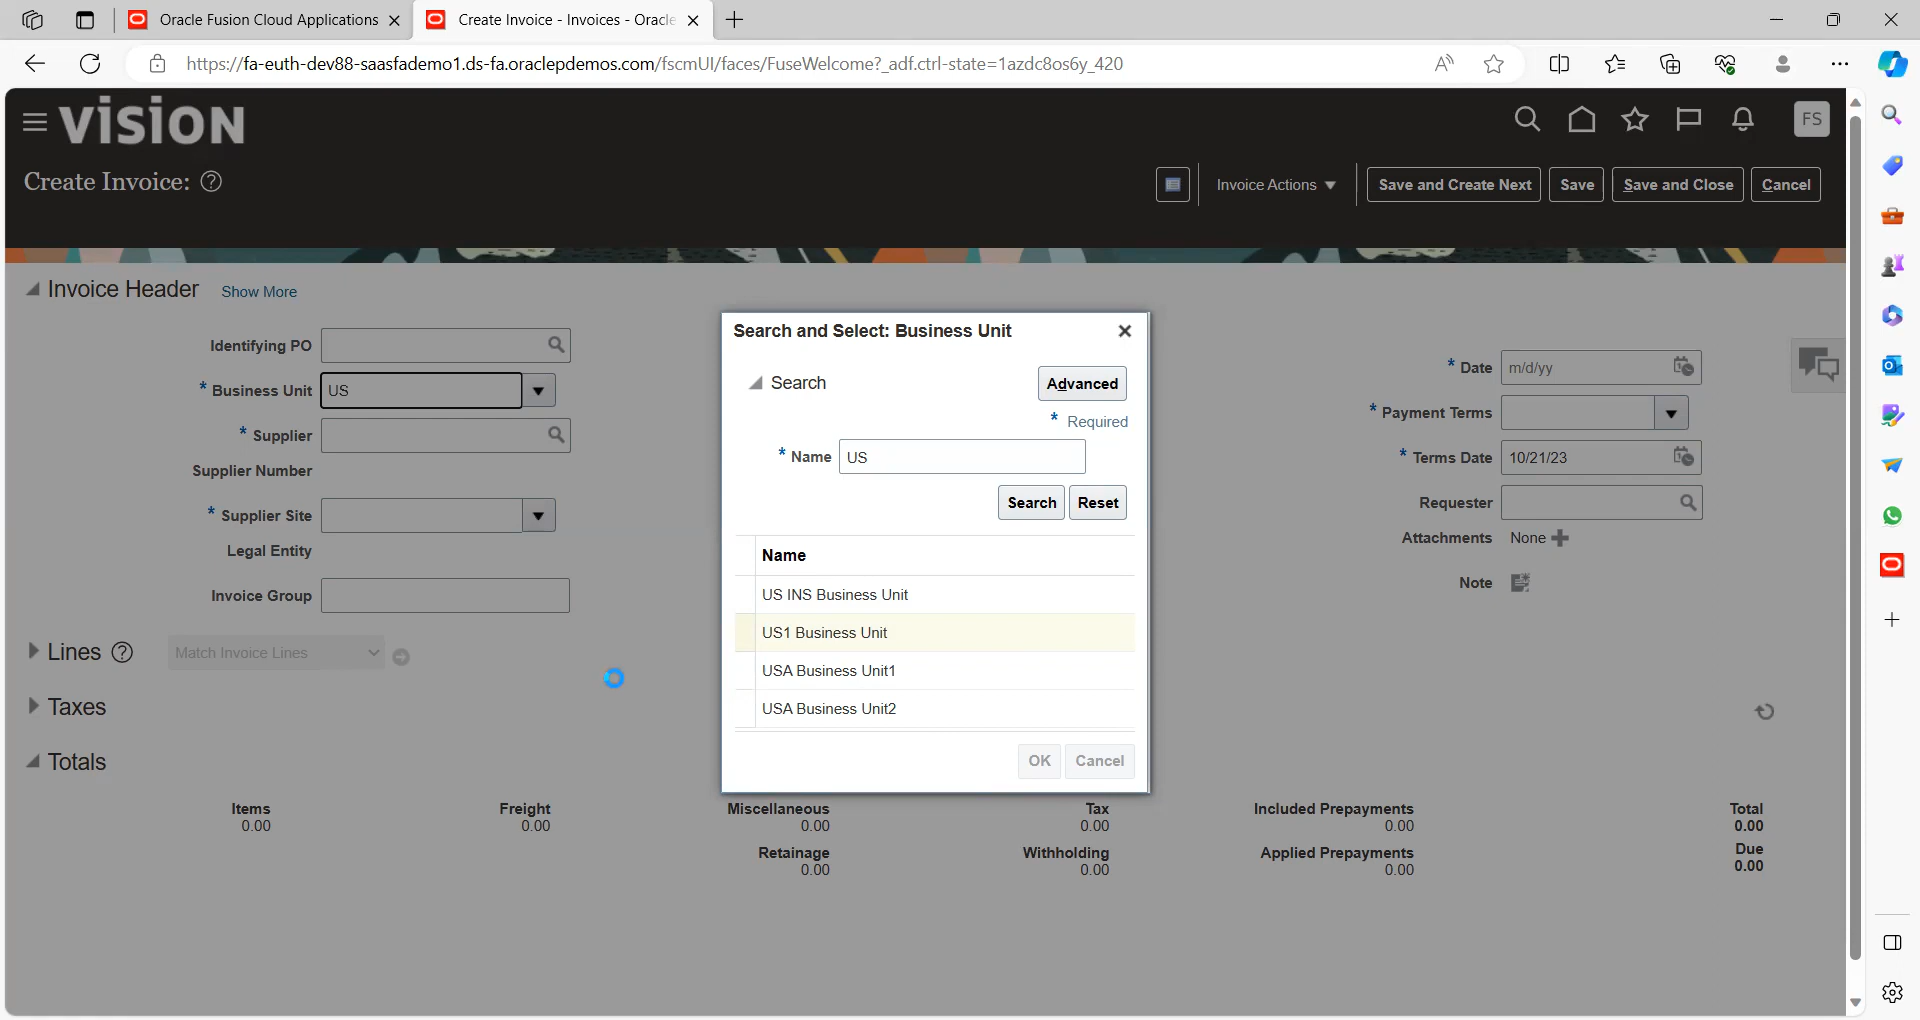 Oracle Fusion Cloud Applications
Create Invoice - Invoices - Oracle
https://fa-euth-dev88-saasfademo1.ds-fa.oraclepdemos.com/fscmUI/faces/FuseWelcome?_adf.ctrl-state=1azdc8os6y_420
VISION
FS
Create Invoice: ?
Invoice Actions
Save and Create Next
Save
Save and Close
Cancel
Invoice Header Show More
Identifying PO
* Business Unit US
* Supplier
Supplier Number
* Supplier Site
Legal Entity
Invoice Group
Search and Select: Business Unit
Search
Advanced
* Required
* Name US
Search Reset
Name
US INS Business Unit
US1 Business Unit
USA Business Unit1
USA Business Unit2
OK Cancel
* Date m/d/yy
* Payment Terms
* Terms Date 10/21/23
Requester
Attachments None
Note
Lines ? Match Invoice Lines
Taxes
Totals
Items Freight Miscellaneous Tax Included Prepayments Total
0.00 0.00 0.00 0.00 0.00 0.00
Retainage Withholding Applied Prepayments Due
0.00 0.00 0.00 0.00